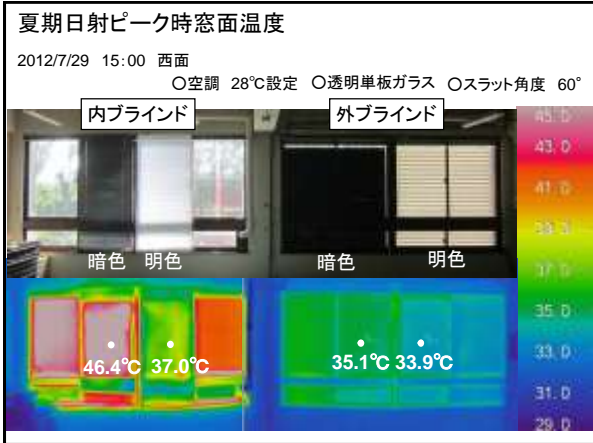 夏期日射ピーク時窓面温度
2012/7/29 15:00 西面
○空調 28℃設定 ○透明単板ガラス ○スラット角度 60°
内ブラインド 外ブラインド
暗色 明色 暗色 明色
46.4℃ 37.0℃ 35.1℃ 33.9℃
45.0
43.0
41.0
39.0
37.0
35.0
33.0
31.0
29.0